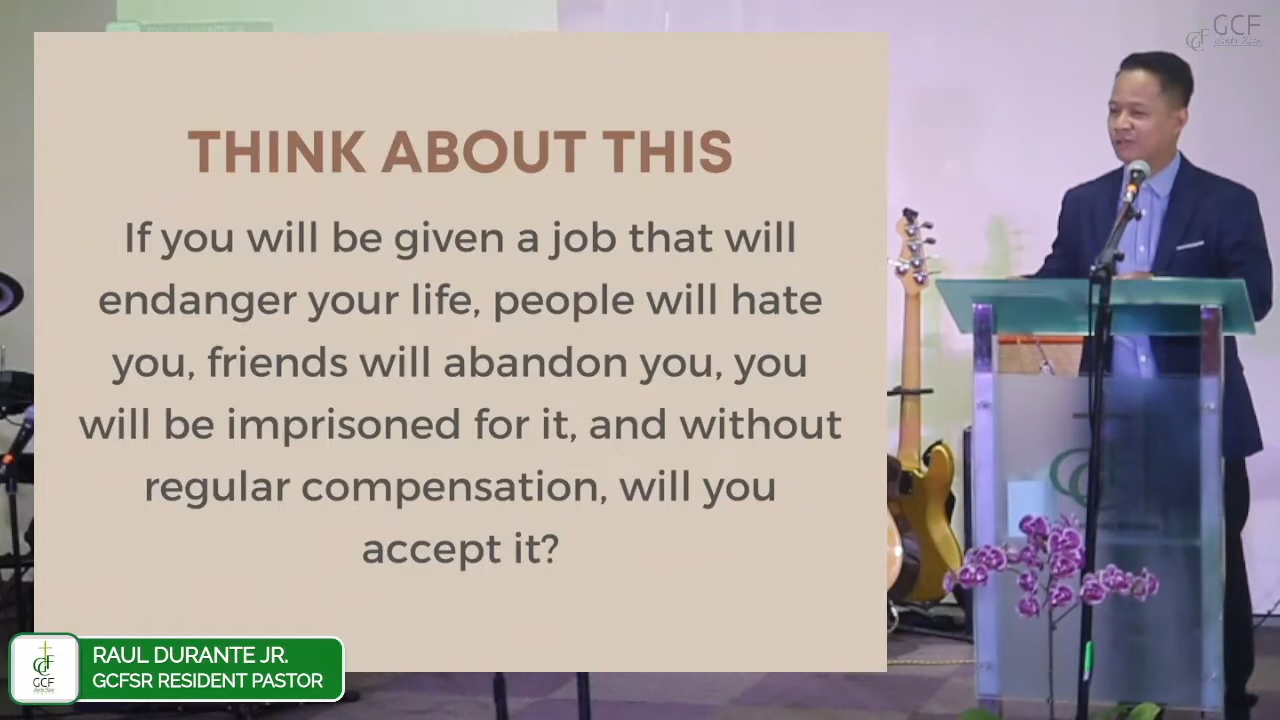 GCF
THINK ABOUT THIS
If you will be given a job that will
endanger your life, people will hate
you, friends will abandon you, you
will be imprisoned for it, and without
regular compensation, will you
accept it?
RAUL DURANTE JR.
GCFSR RESIDENT PASTOR
GCF